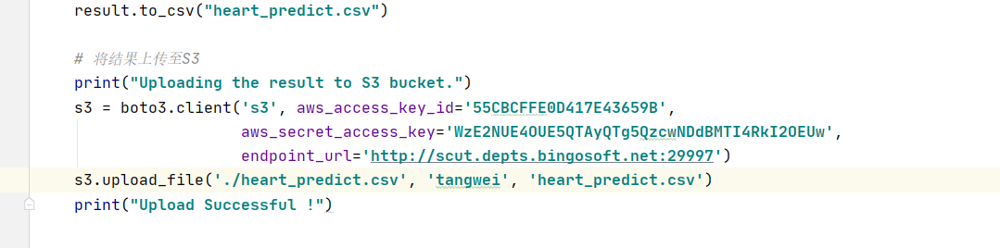 result.to_csv("heart_predict.csv")
# 将结果上传至S3
print("Uploading the result to S3 bucket.")
s3 = boto3.client('s3', aws_access_key_id='55CBCFFE0D417E43659B',
aws_secret_access_key='WzE2NUE4OUE5QTAyQTg5QzcwNDdBMTI4RkI2OEUw',
endpoint_url='http://scut.depts.bingosoft.net:29997')
s3.upload_file('./heart_predict.csv', 'tangwei', 'heart_predict.csv')
print("Upload Successful !")